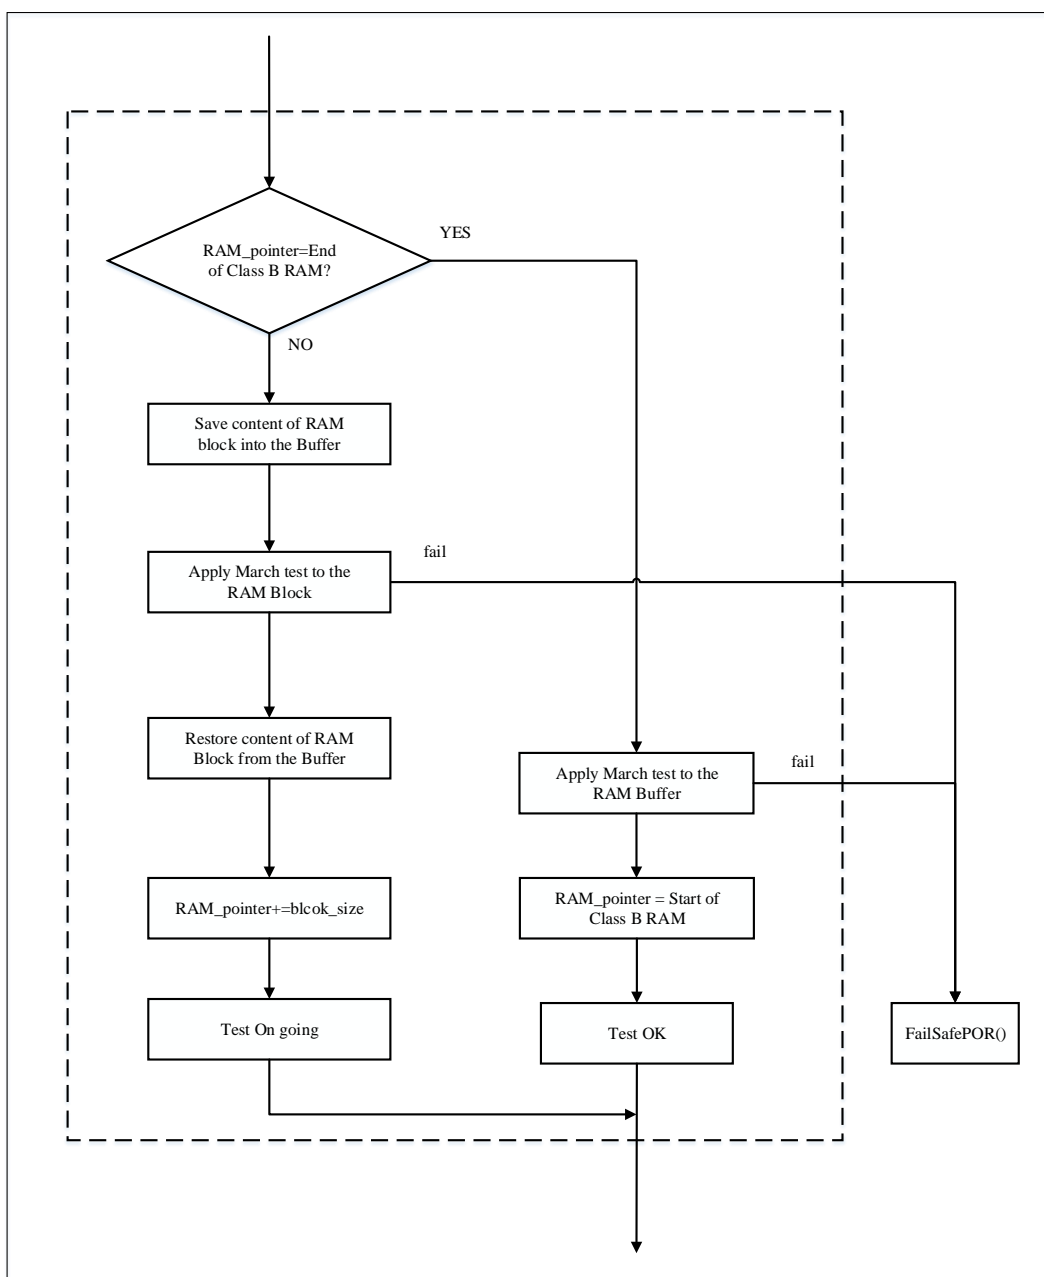 YES
RAM_pointer=End
of Class B RAM?
NO
Save content of RAM
block into the Buffer
fail
Apply March test to the
RAM Block
Restore content of RAM
Block from the Buffer
fail
Apply March test to the
RAM Buffer
RAM_pointer+=blcok_size
RAM_pointer = Start of
Class B RAM
Test On going
Test OK
FailSafePOR()